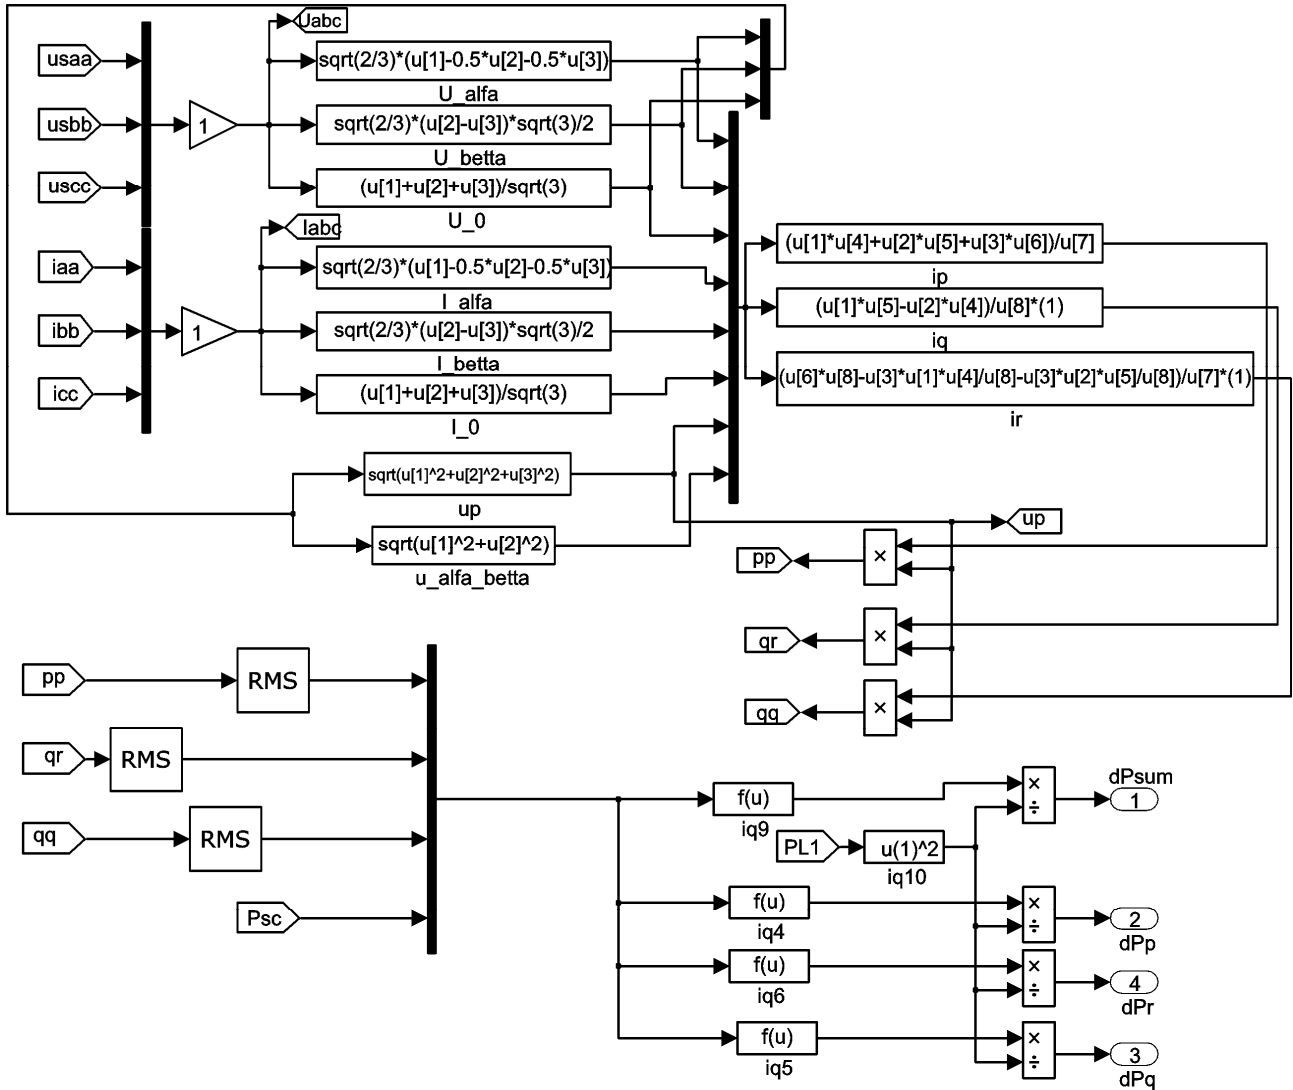 Uabc
usaa
sqrt(2/3)*(u[1]-0.5*u[2]-0.5*u[3])
U_alfa
usbb
1
sqrt(2/3)*(u[2]-u[3])*sqrt(3)/2
U_betta
uscc
(u[1]+u[2]+u[3])/sqrt(3)
U_0
Iabc
iaa
sqrt(2/3)*(u[1]-0.5*u[2]-0.5*u[3])
I_alfa
ibb
1
sqrt(2/3)*(u[2]-u[3])*sqrt(3)/2
I_betta
icc
(u[1]+u[2]+u[3])/sqrt(3)
I_0
(u[1]*u[4]+u[2]*u[5]+u[3]*u[6])/u[7]
ip
(u[1]*u[5]-u[2]*u[4])/u[8]*(1)
iq
(u[6]*u[8]-u[3]*u[1]*u[4]/u[8]-u[3]*u[2]*u[5]/u[8])/u[7]*(1)
ir
sqrt(u[1]^2+u[2]^2+u[3]^2)
up
sqrt(u[1]^2+u[2]^2)
u_alfa_betta
up
pp
×
qr
×
qq
×
pp
RMS
qr
RMS
qq
RMS
Psc
f(u)
iq9
×
÷
dPsum
1
PL1
u(1)^2
iq10
f(u)
iq4
×
÷
2
dPp
f(u)
iq6
×
÷
4
dPr
f(u)
iq5
×
÷
3
dPq